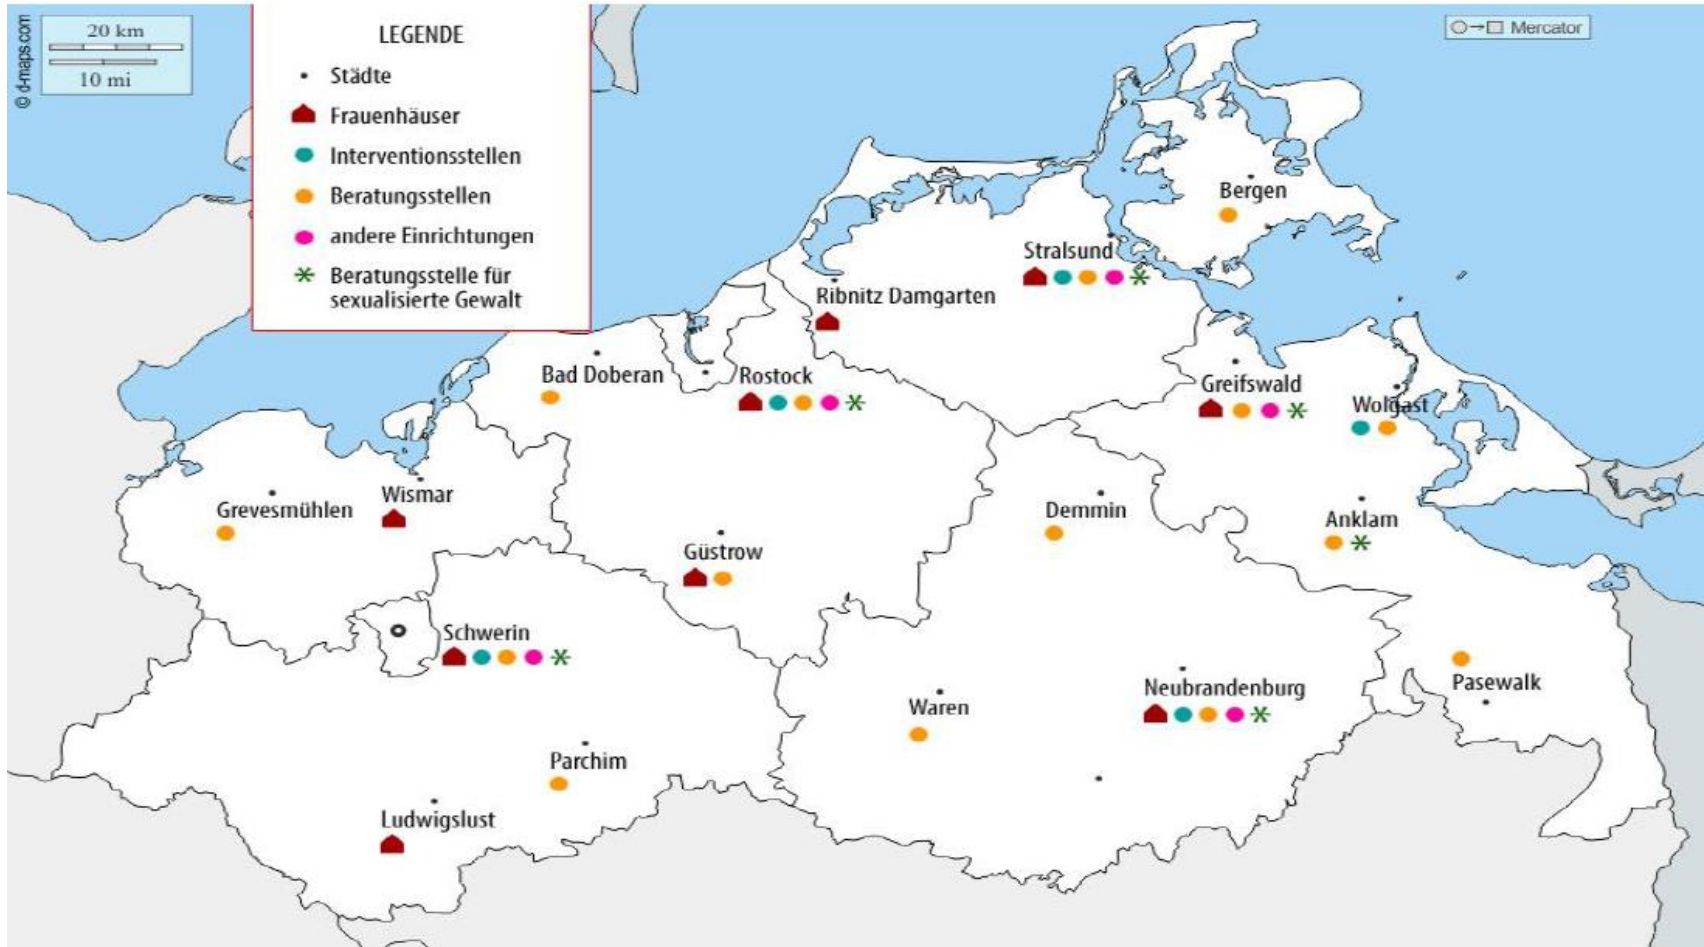 © d-maps.com
20 km
10 mi
LEGENDE
Städte
Frauenhäuser
Interventionsstellen
Beratungsstellen
andere Einrichtungen
Beratungsstelle für
sexualisierte Gewalt
Mercator
Bergen
Stralsund
Ribnitz Damgarten
Bad Doberan
Rostock
Greifswald
Wolgast
Grevesmühlen
Wismar
Demmin
Anklam
Güstrow
Schwerin
Pasewalk
Waren
Neubrandenburg
Parchim
Ludwigslust